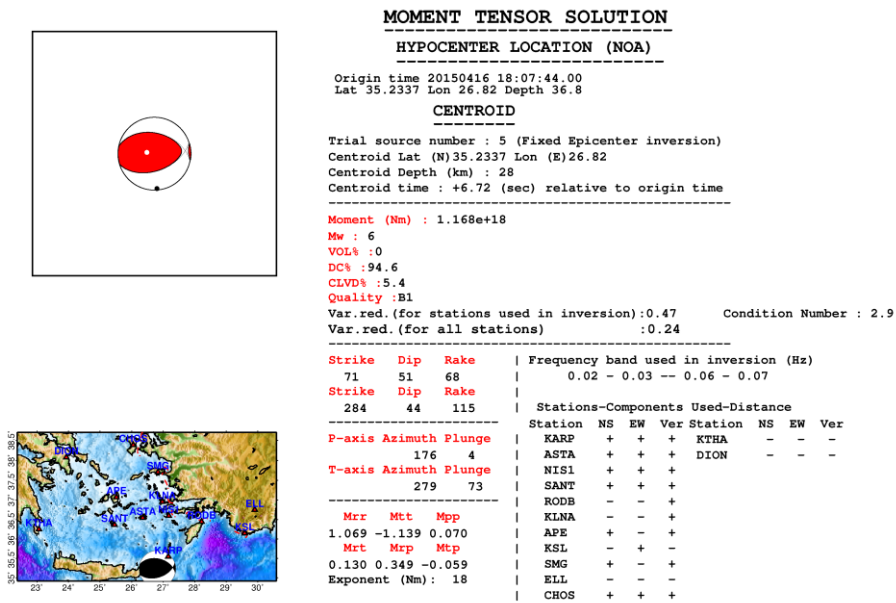 MOMENT TENSOR SOLUTION
HYPOCENTER LOCATION (NOA)
Origin time 20150416 18:07:44.00
Lat 35.2337 Lon 26.82 Depth 36.8
CENTROID
Trial source number : 5 (Fixed Epicenter inversion)
Centroid Lat (N)35.2337 Lon (E)26.82
Centroid Depth (km) : 28
Centroid time : +6.72 (sec) relative to origin time
Moment (Nm) : 1.168e+18
Mw : 6
VOL% :0
DC% :94.6
CLVD% :5.4
Quality :B1
Var.red.(for stations used in inversion):0.47 Condition Number : 2.9
Var.red.(for all stations) :0.24
Strike Dip Rake
71 51 68
Strike Dip Rake
284 44 115
P-axis Azimuth Plunge
176 4
T-axis Azimuth Plunge
279 73
Mrr Mtt Mpp
1.069 −1.139 0.070
Mrt Mrp Mtp
0.130 0.349 −0.059
Exponent (Nm): 18
Frequency band used in inversion (Hz)
0.02 − 0.03 −− 0.06 − 0.07
Stations−Components Used−Distance
Station NS EW Ver Station NS EW Ver
KARP + + + KTHA − − −
ASTA + + + DION − − −
NIS1 + + +
SANT + + +
RODB − − +
KLNA − − +
APE + − +
KSL − + −
SMG + − +
ELL − − −
CHOS + + +
CHOS
DION
SMG
APE
KLNA
ELL
SANT
ASTA
RODB
KTHA
KSL
KARP
38.5˚
38˚
37.5˚
37˚
36.5˚
36˚
35.5˚
35˚
23˚ 24˚ 25˚ 26˚ 27˚ 28˚ 29˚ 30˚